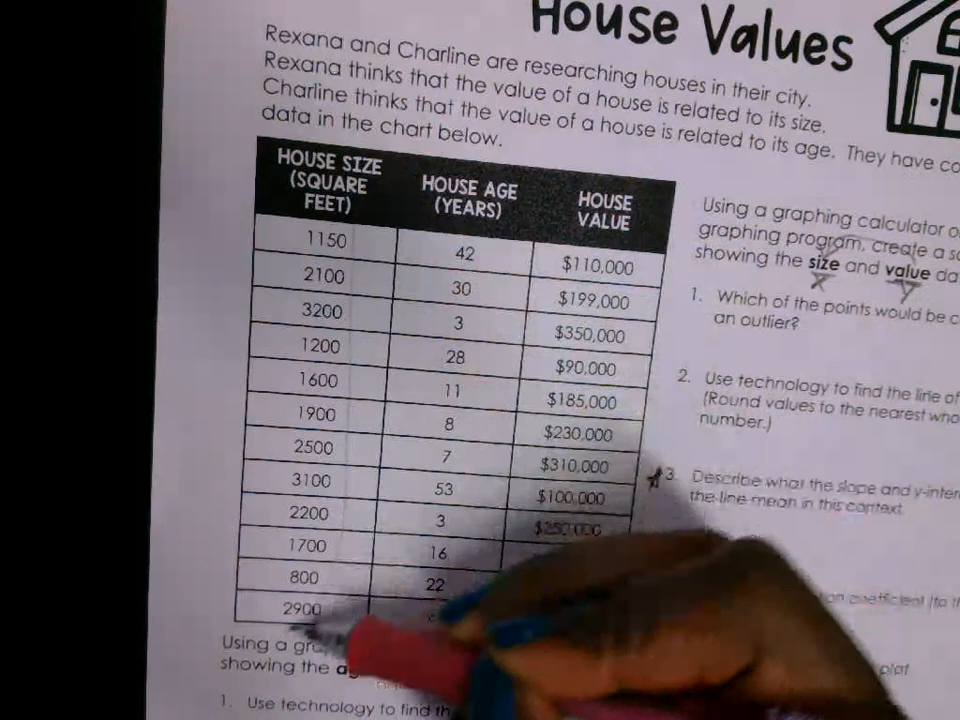 House Values
Rexana and Charline are researching houses in their city.
Rexana thinks that the value of a house is related to its size.
Charline thinks that the value of a house is related to its age. They have
data in the chart below.
HOUSE SIZE (SQUARE FEET) HOUSE AGE (YEARS) HOUSE VALUE
1150 42 $110,000
2100 30 $199,000
3200 3 $350,000
1200 28 $90,000
1600 11 $185,000
1900 8 $230,000
2500 7 $310,000
3100 53 $100,000
2200 3 $250,000
1700 16
800 22
2900
Using a
showing the
1. Use technology to find
Using a graphing calculator
graphing program, create a
showing the size and value
x y
1. Which of the points would be
an outlier?
2. Use technology to find the line of
(Round values to the nearest
number.)
3. Describe what the slope and
the line mean in this context.
coefficient (to
plot